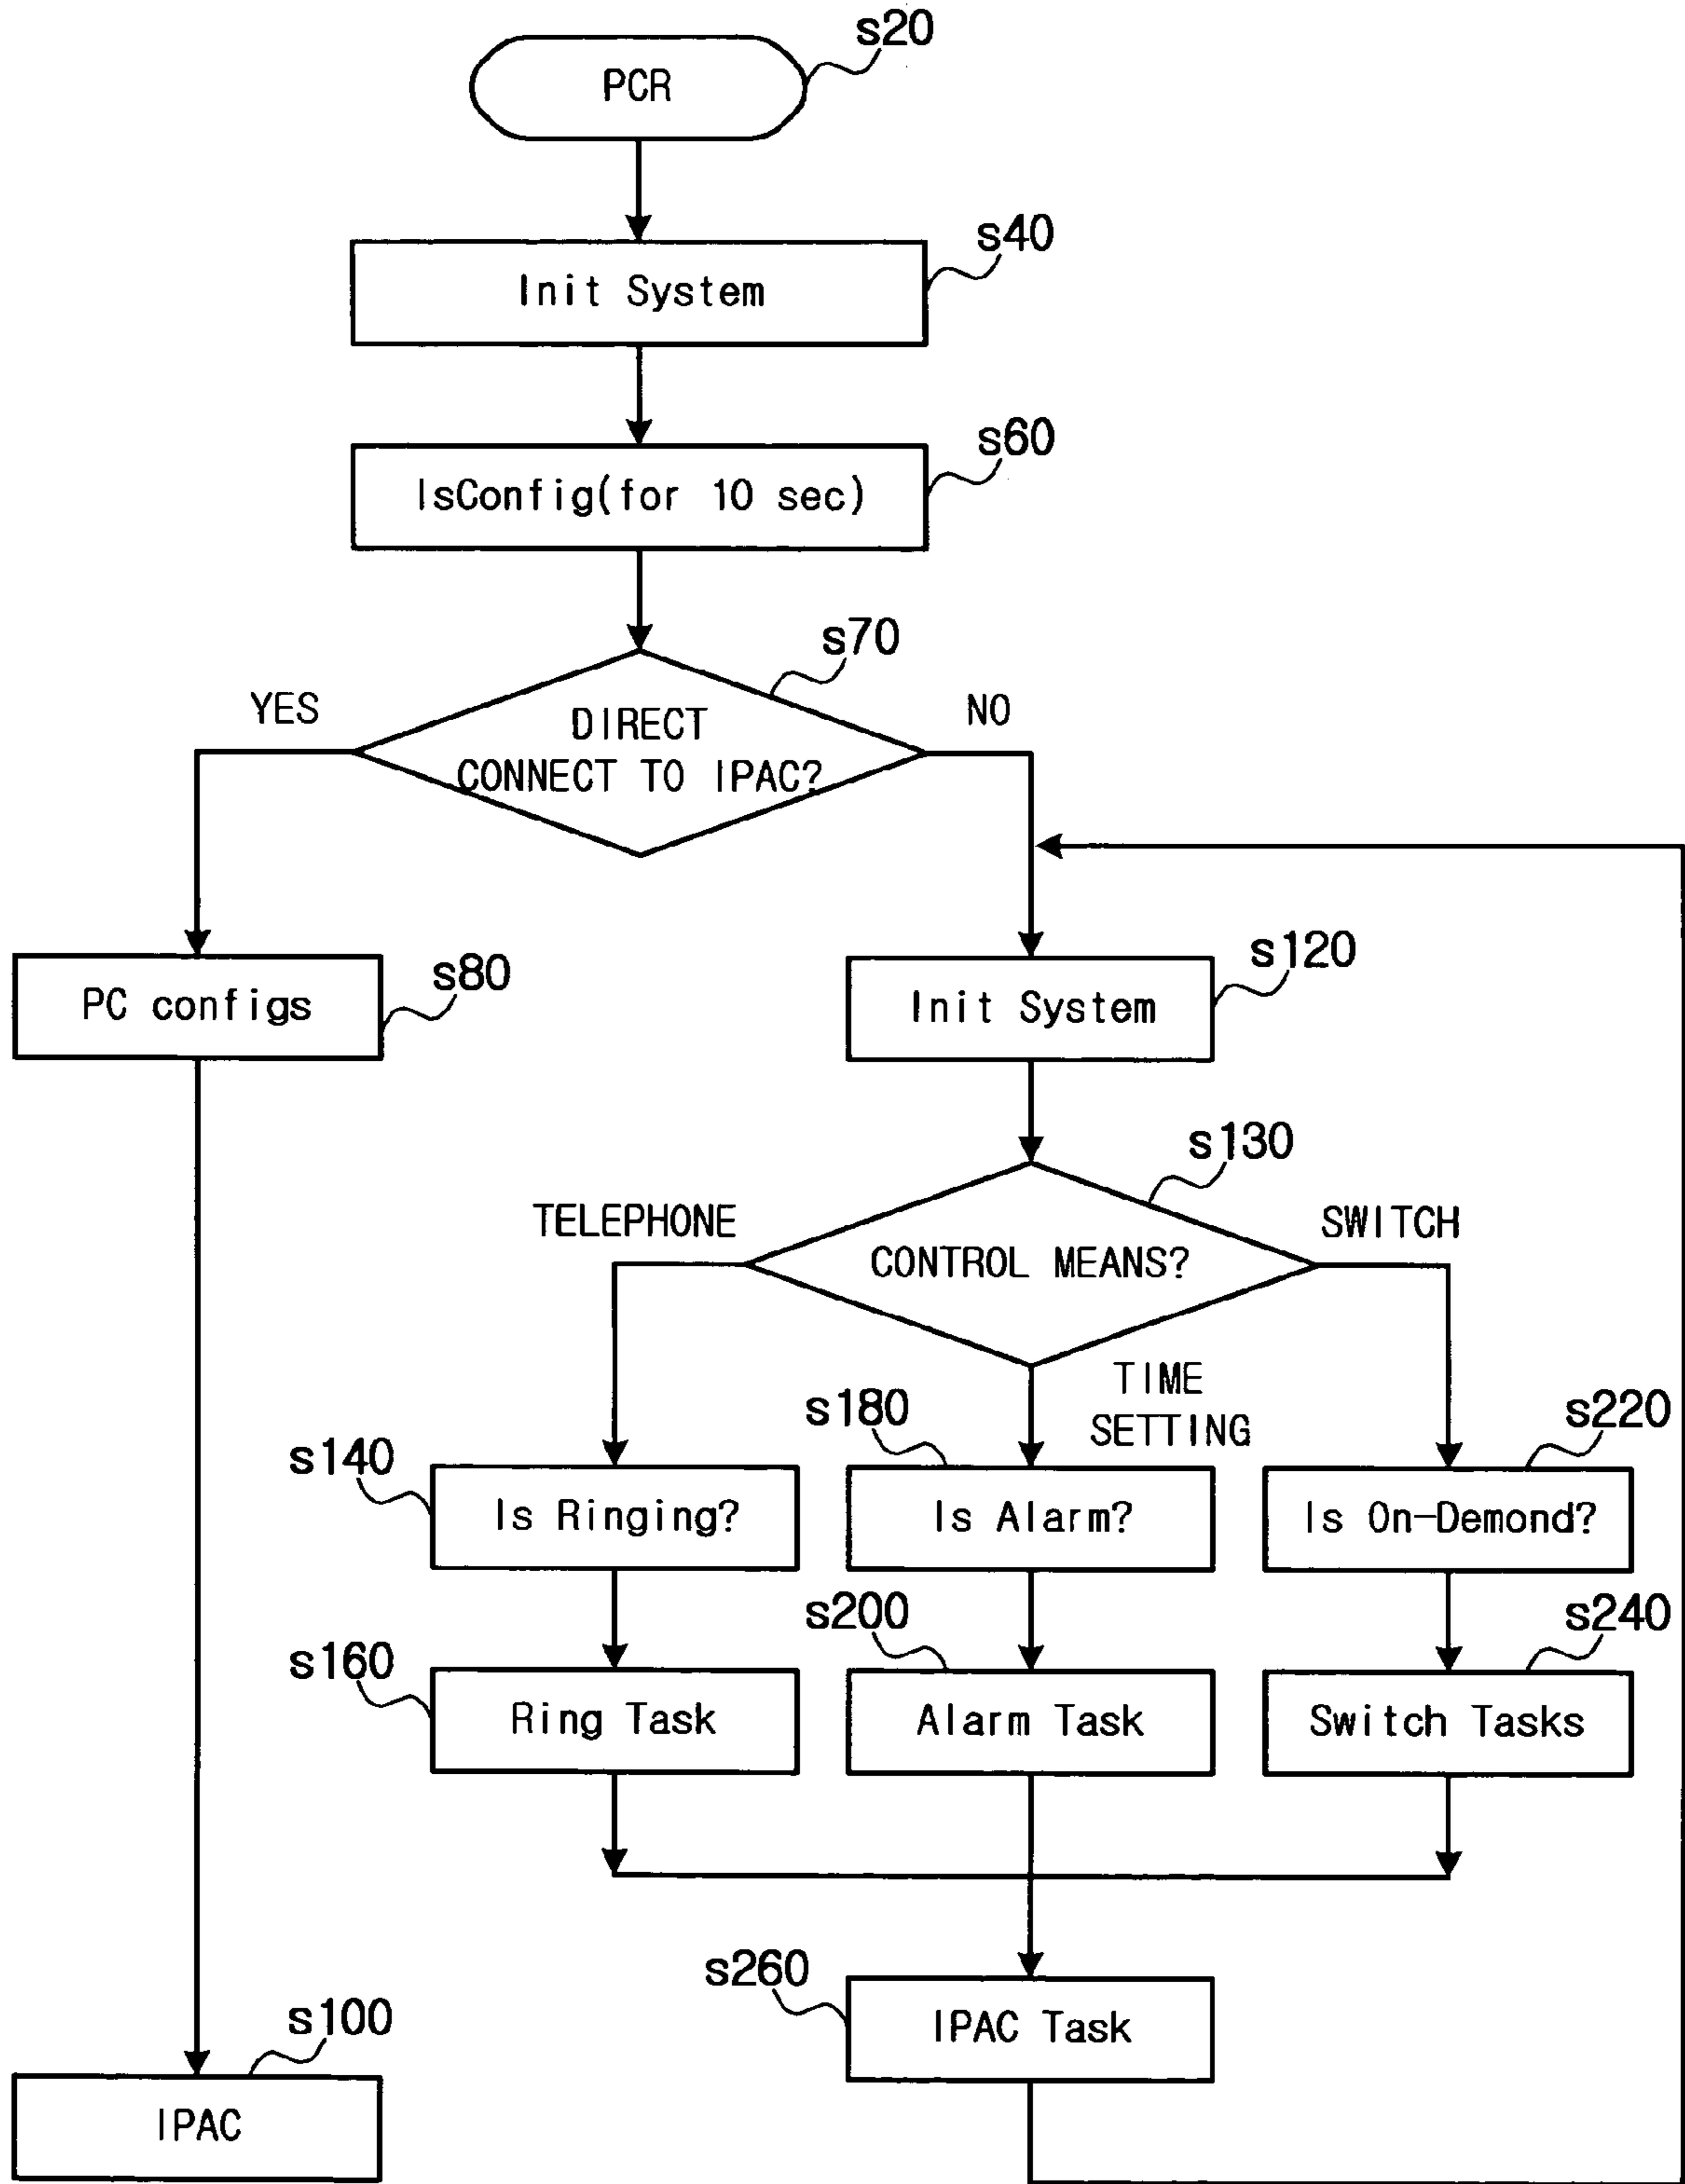 s20
PCR
s40
Init System
s60
IsConfig(for 10 sec)
s70
YES
NO
DIRECT
CONNECT TO IPAC?
s80
PC configs
s120
Init System
s130
TELEPHONE
SWITCH
CONTROL MEANS?
TIME
SETTING
s140
s180
s220
Is Ringing?
Is Alarm?
Is On-Demond?
s160
s200
s240
Ring Task
Alarm Task
Switch Tasks
s260
IPAC Task
s100
IPAC